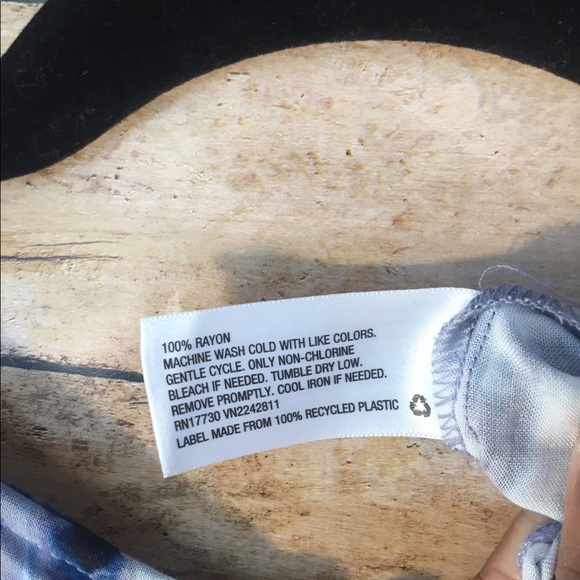 100% RAYON
MACHINE WASH COLD WITH LIKE COLORS.
GENTLE CYCLE. ONLY NON-CHLORINE
BLEACH IF NEEDED. TUMBLE DRY LOW.
REMOVE PROMPTLY. COOL IRON IF NEEDED.
RN17730 VN2242811
LABEL MADE FROM 100% RECYCLED PLASTIC